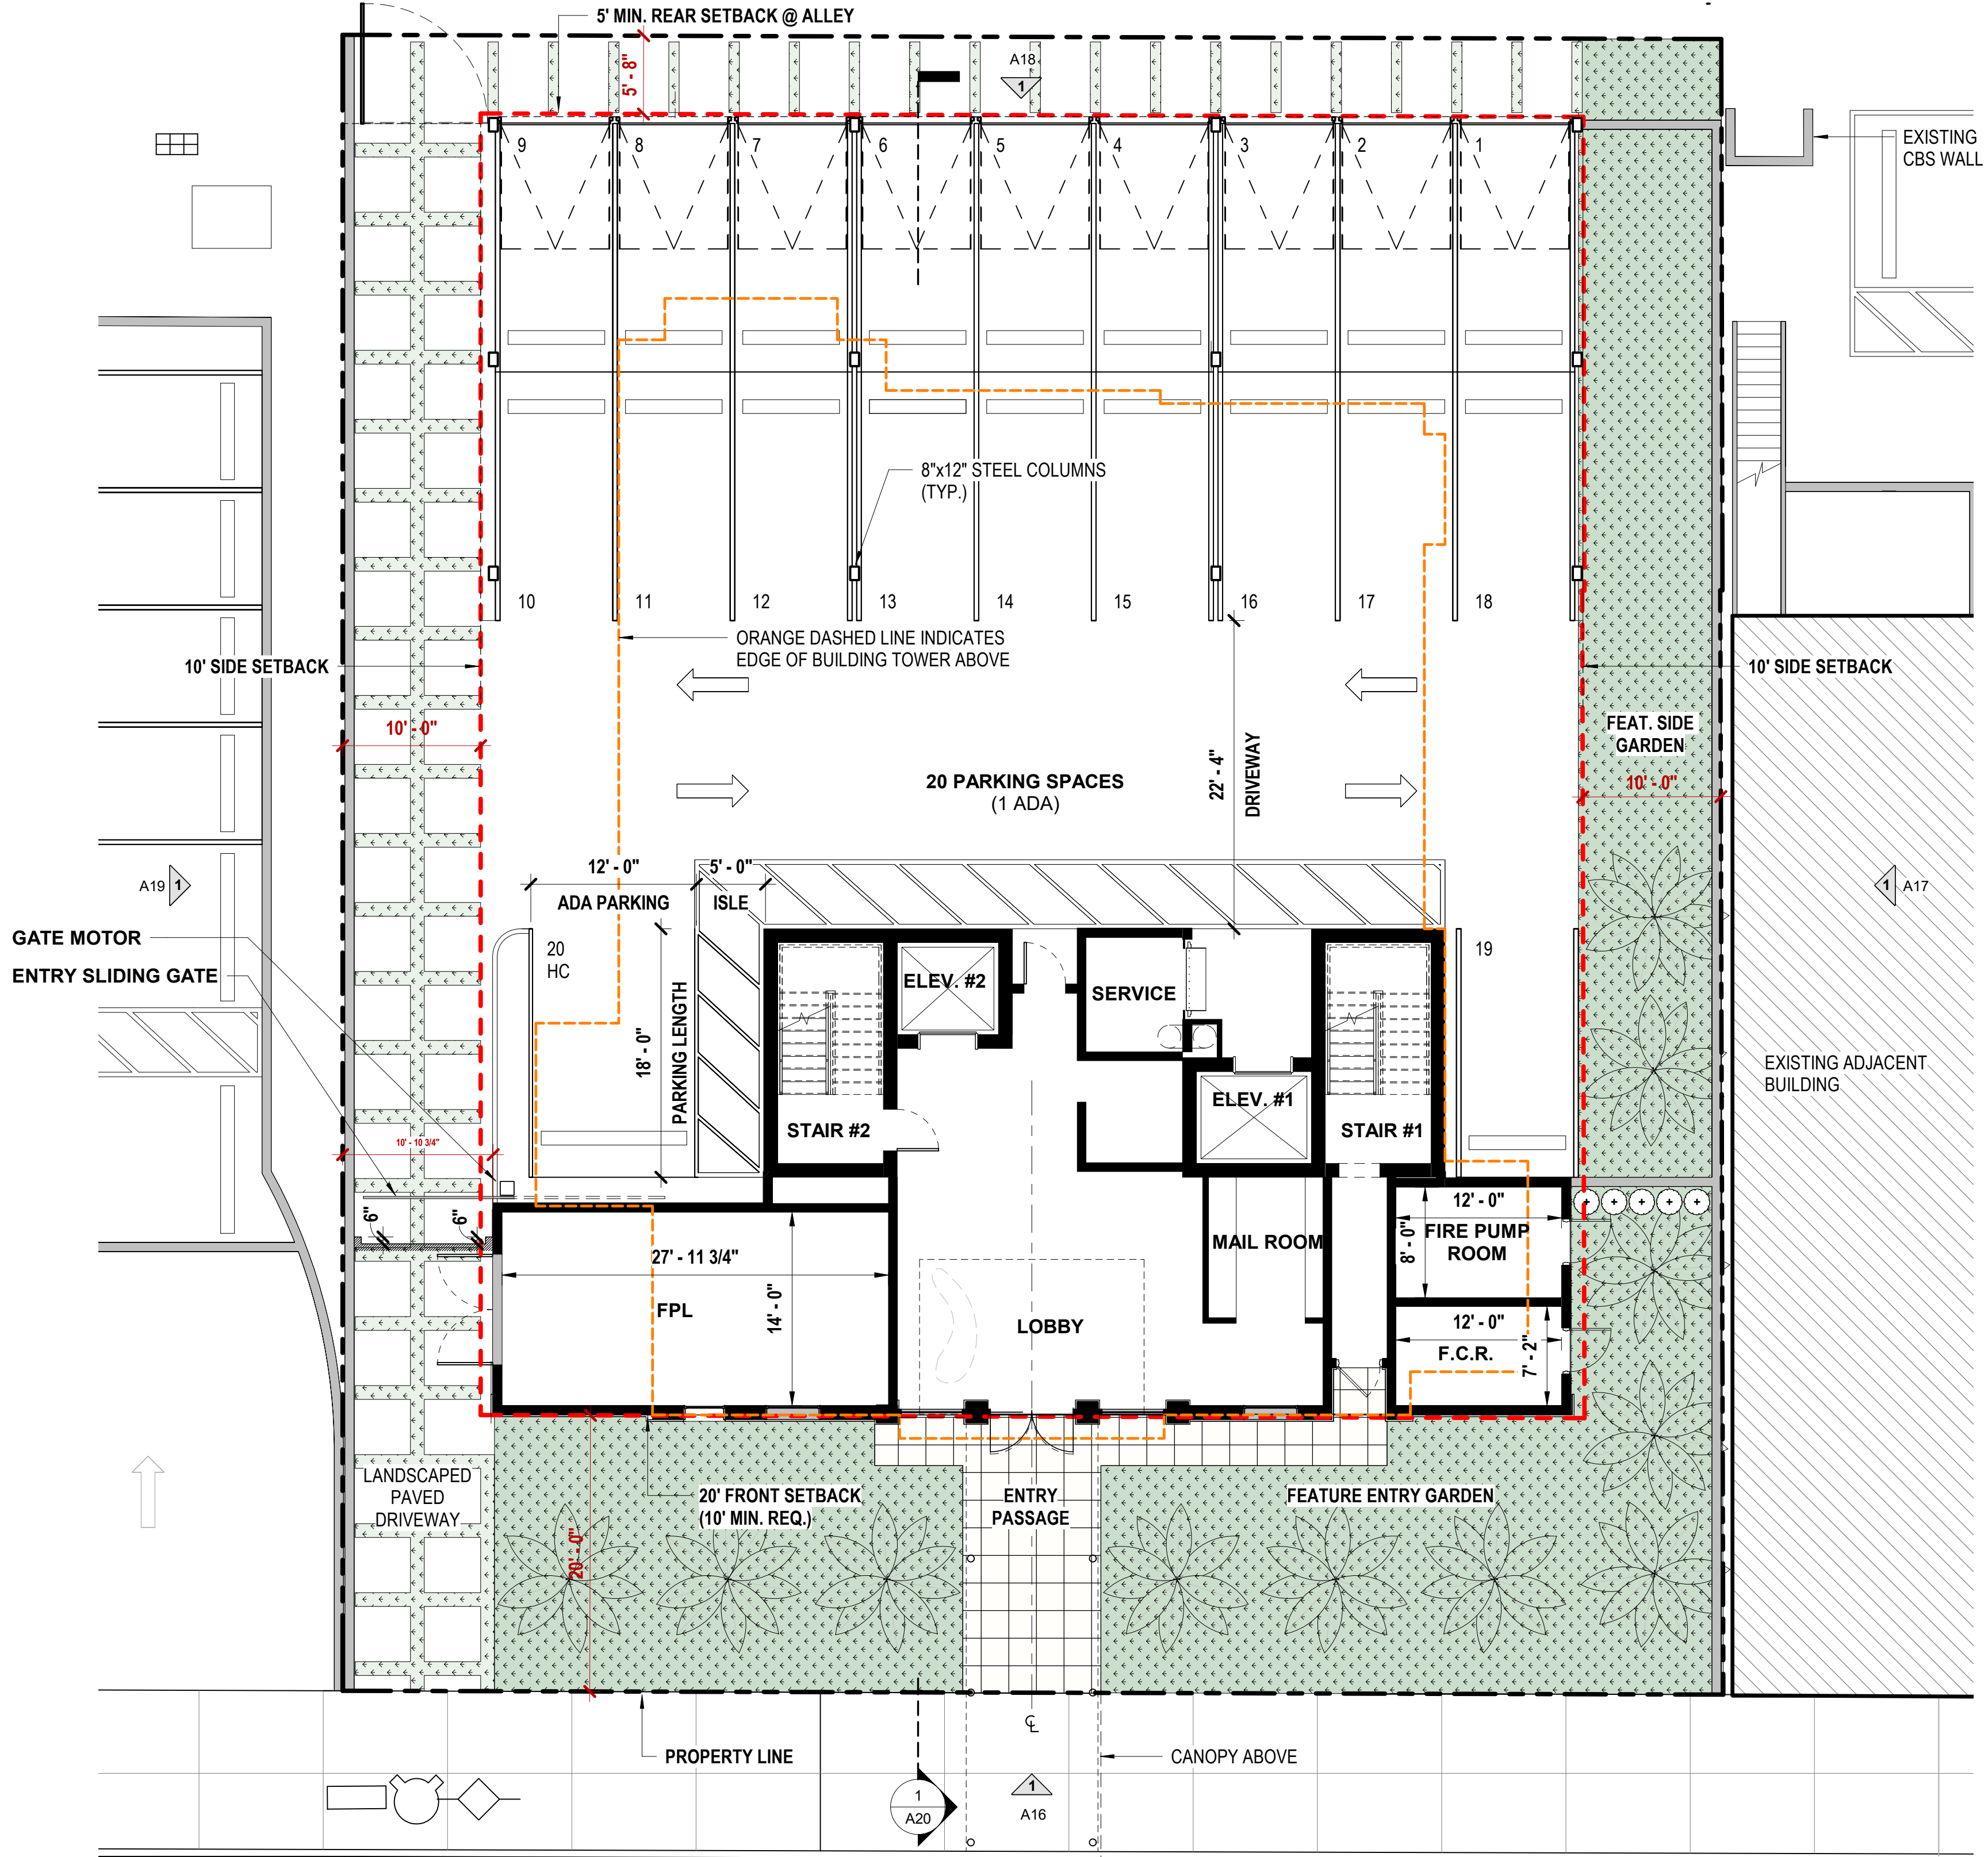 5' MIN. REAR SETBACK @ ALLEY
5' - 8"
A18
1
EXISTING
CBS WALL
9
8
7
6
5
4
3
2
1
8"x12" STEEL COLUMNS
(TYP.)
10
11
12
13
14
15
16
17
18
ORANGE DASHED LINE INDICATES
EDGE OF BUILDING TOWER ABOVE
10' SIDE SETBACK
10' SIDE SETBACK
10' - 0"
FEAT. SIDE
GARDEN
10' - 0"
22' - 4"
DRIVEWAY
20 PARKING SPACES
(1 ADA)
12' - 0"
5' - 0"
ADA PARKING
ISLE
A19
1
1
A17
GATE MOTOR
ENTRY SLIDING GATE
20
HC
19
18' - 0"
PARKING LENGTH
ELEV. #2
SERVICE
EXISTING ADJACENT
BUILDING
ELEV. #1
STAIR #2
STAIR #1
10' - 10 3/4"
6"
6"
12' - 0"
FIRE PUMP
ROOM
8' - 0"
MAIL ROOM
27' - 11 3/4"
FPL
14' - 0"
LOBBY
12' - 0"
F.C.R.
7' - 2"
LANDSCAPED
PAVED
DRIVEWAY
20' FRONT SETBACK
(10' MIN. REQ.)
20' - 0"
ENTRY
PASSAGE
FEATURE ENTRY GARDEN
CL
PROPERTY LINE
CANOPY ABOVE
1
A20
1
A16